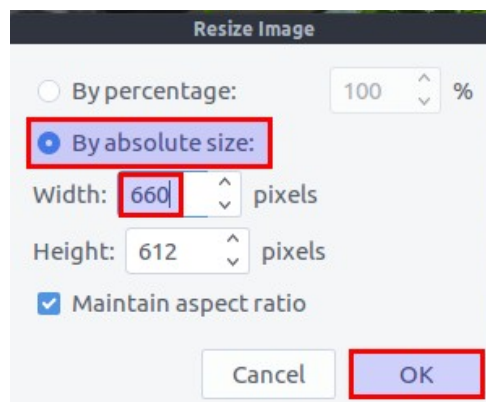 Resize Image
By percentage: 100 %
By absolute size:
Width: 660 pixels
Height: 612 pixels
Maintain aspect ratio
Cancel OK